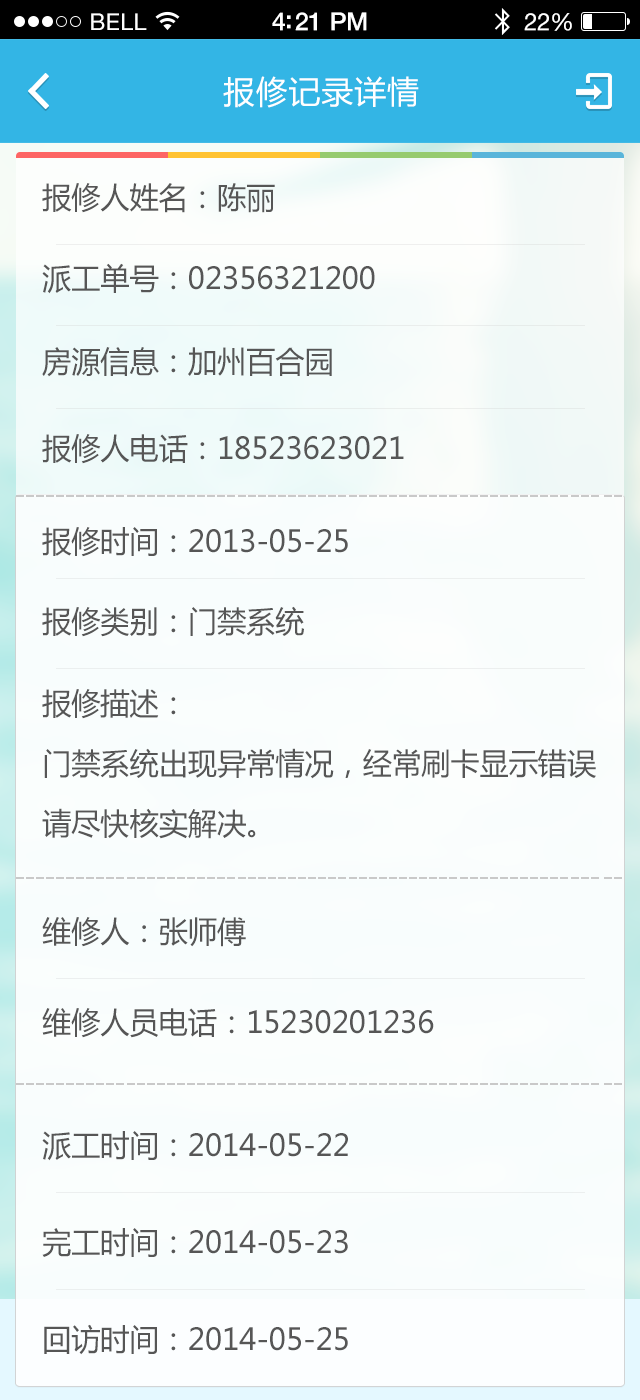 BELL 4:21 PM 22%
报修记录详情
报修人姓名：陈丽
派工单号：02356321200
房源信息：加州百合园
报修人电话：18523623021
报修时间：2013-05-25
报修类别：门禁系统
报修描述：
门禁系统出现异常情况，经常刷卡显示错误
请尽快核实解决。
维修人：张师傅
维修人员电话：15230201236
派工时间：2014-05-22
完工时间：2014-05-23
回访时间：2014-05-25